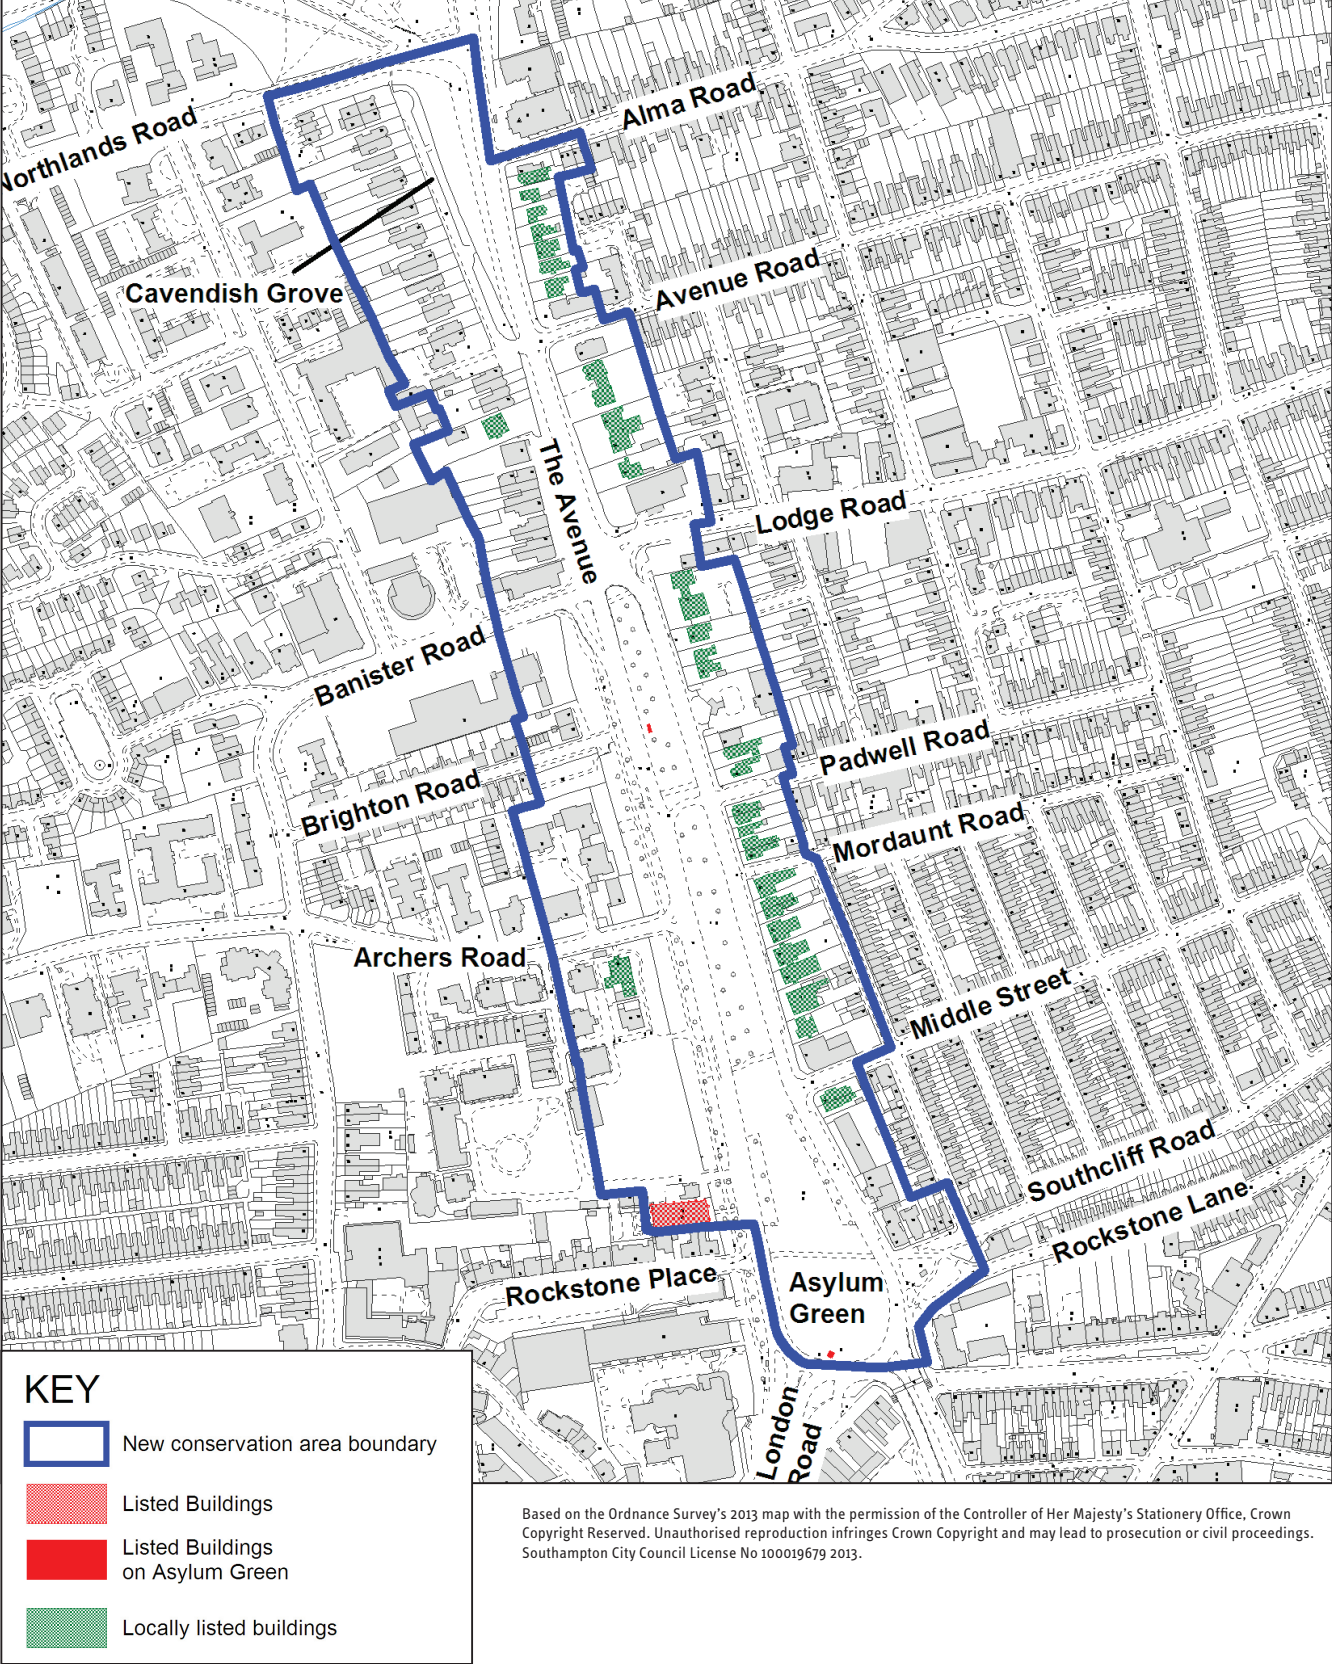 Alma Road
Northlands Road
Avenue Road
Cavendish Grove
The Avenue
Lodge Road
Banister Road
Padwell Road
Brighton Road
Mordaunt Road
Archers Road
Middle Street
Southcliff Road
Rockstone Lane
Rockstone Place
Asylum
Green
London
Road
KEY
New conservation area boundary
Listed Buildings
Listed Buildings
on Asylum Green
Locally listed buildings
Based on the Ordnance Survey's 2013 map with the permission of the Controller of Her Majesty's Stationery Office, Crown
Copyright Reserved. Unauthorised reproduction infringes Crown Copyright and may lead to prosecution or civil proceedings.
Southampton City Council License No 100019679 2013.